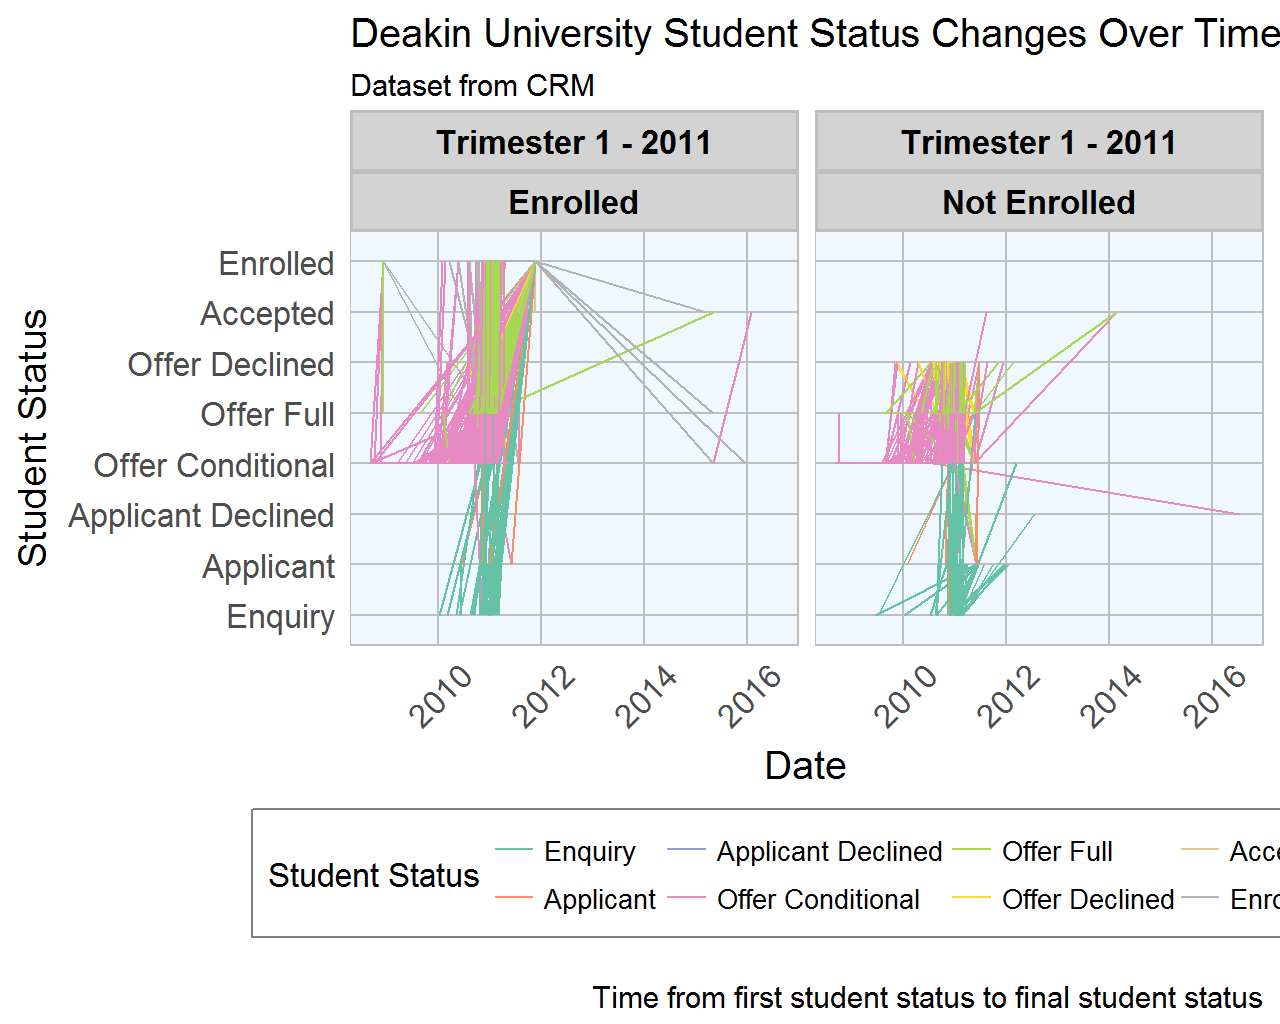 Deakin University Student Status Changes Over Time
Dataset from CRM
Trimester 1 - 2011
Enrolled
Trimester 1 - 2011
Not Enrolled
Student Status
Enrolled
Accepted
Offer Declined
Offer Full
Offer Conditional
Applicant Declined
Applicant
Enquiry
2010 2012 2014 2016
2010 2012 2014 2016
Date
Student Status
Enquiry Applicant Declined Offer Full Acce
Applicant Offer Conditional Offer Declined Enro
Time from first student status to final student status